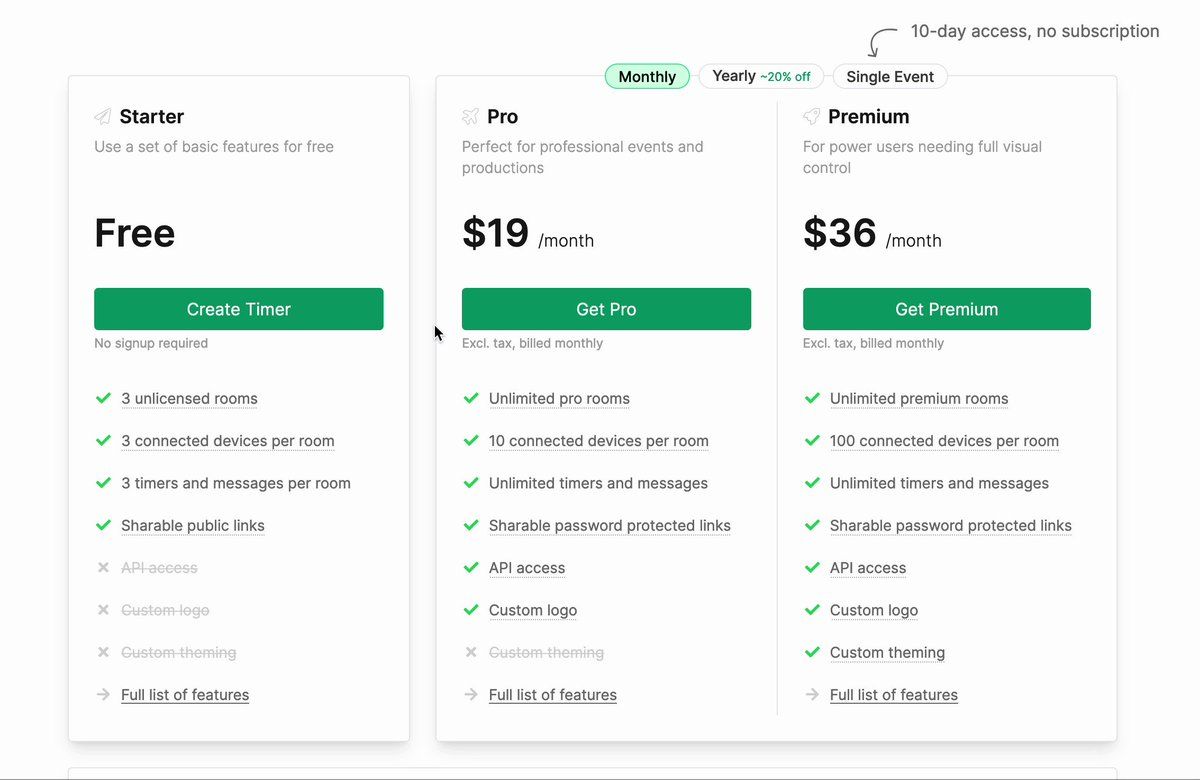 10-day access, no subscription
Monthly
Yearly ~20% off
Single Event
Starter
Use a set of basic features for free
Free
Create Timer
No signup required
3 unlicensed rooms
3 connected devices per room
3 timers and messages per room
Sharable public links
API access
Custom logo
Custom theming
Full list of features
Pro
Perfect for professional events and
productions
$19 /month
Get Pro
Excl. tax, billed monthly
Unlimited pro rooms
10 connected devices per room
Unlimited timers and messages
Sharable password protected links
API access
Custom logo
Custom theming
Full list of features
Premium
For power users needing full visual
control
$36 /month
Get Premium
Excl. tax, billed monthly
Unlimited premium rooms
100 connected devices per room
Unlimited timers and messages
Sharable password protected links
API access
Custom logo
Custom theming
Full list of features